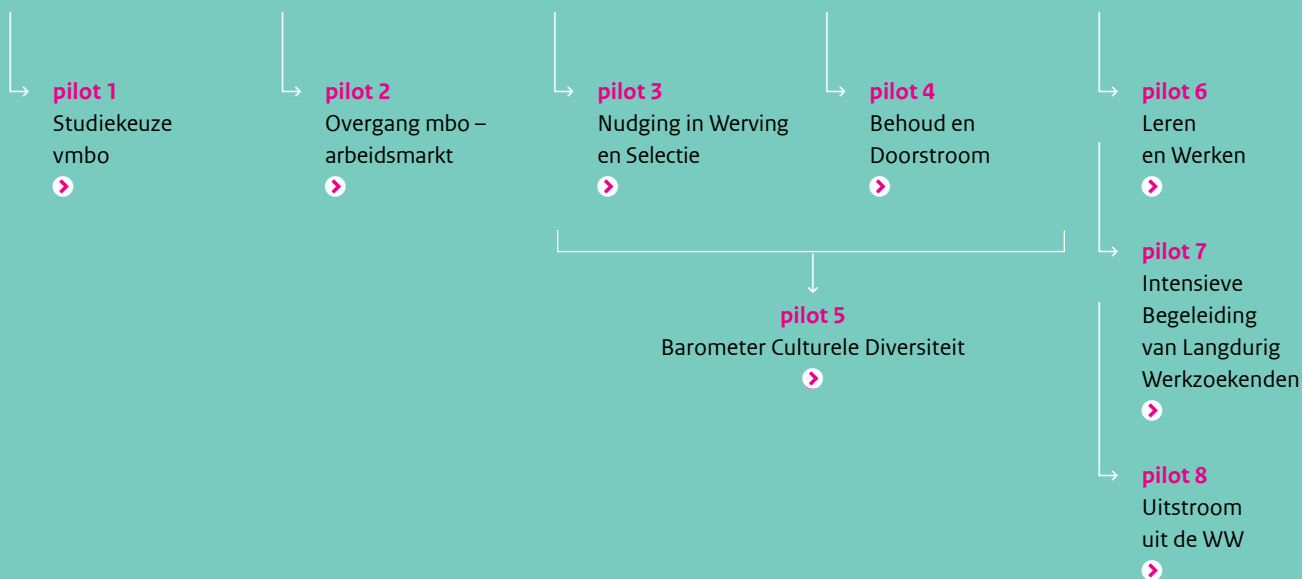 pilot 1
Studiekeuze
vmbo
pilot 2
Overgang mbo –
arbeidsmarkt
pilot 3
Nudging in Werving
en Selectie
pilot 4
Behoud en
Doorstroom
pilot 5
Barometer Culturele Diversiteit
pilot 6
Leren
en Werken
pilot 7
Intensieve
Begeleiding
van Langdurig
Werkzoekenden
pilot 8
Uitstroom
uit de WW